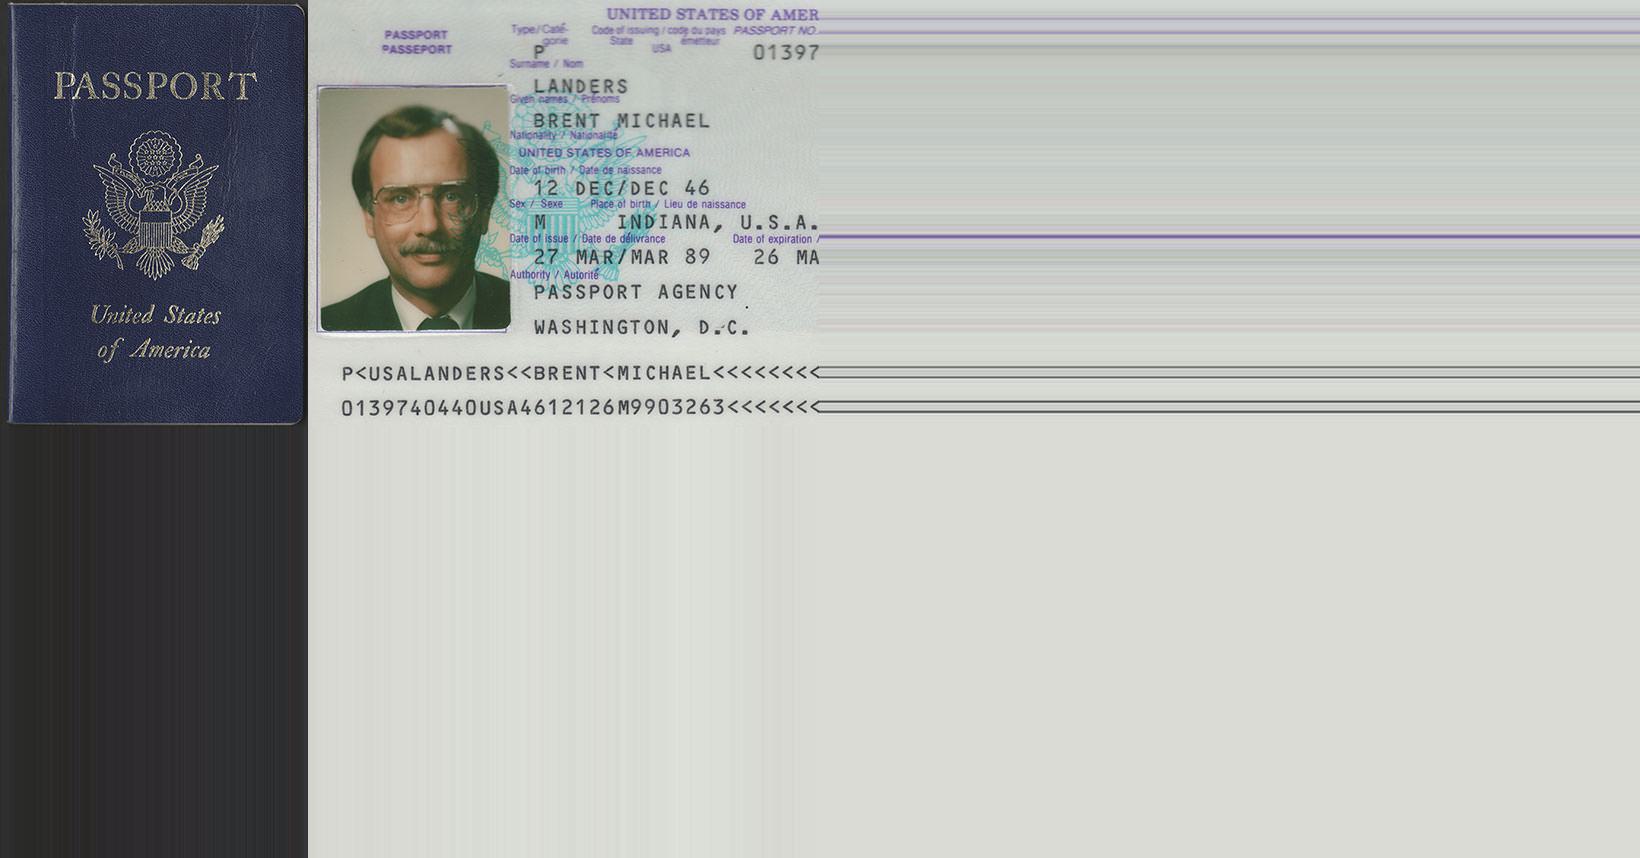 PASSPORT
United States
of America
UNITED STATES OF AMER
PASSPORT
PASSEPORT
Type/Caté-
gorie
P
Code of issuing / code du pays
State USA émetteur
PASSPORT NO.
01397
Surname / Nom
LANDERS
Given names / Prénoms
BRENT MICHAEL
Nationality / Nationalité
UNITED STATES OF AMERICA
Date of birth / Date de naissance
12 DEC/DEC 46
Sex / Sexe Place of birth / Lieu de naissance
M INDIANA, U.S.A.
Date of issue / Date de délivrance Date of expiration /
27 MAR/MAR 89 26 MA
Authority / Autorité
PASSPORT AGENCY
WASHINGTON, D.C.
P<USALANDERS<<BRENT<MICHAEL<<<<<<<<
0139740440USA4612126M9903263<<<<<<<